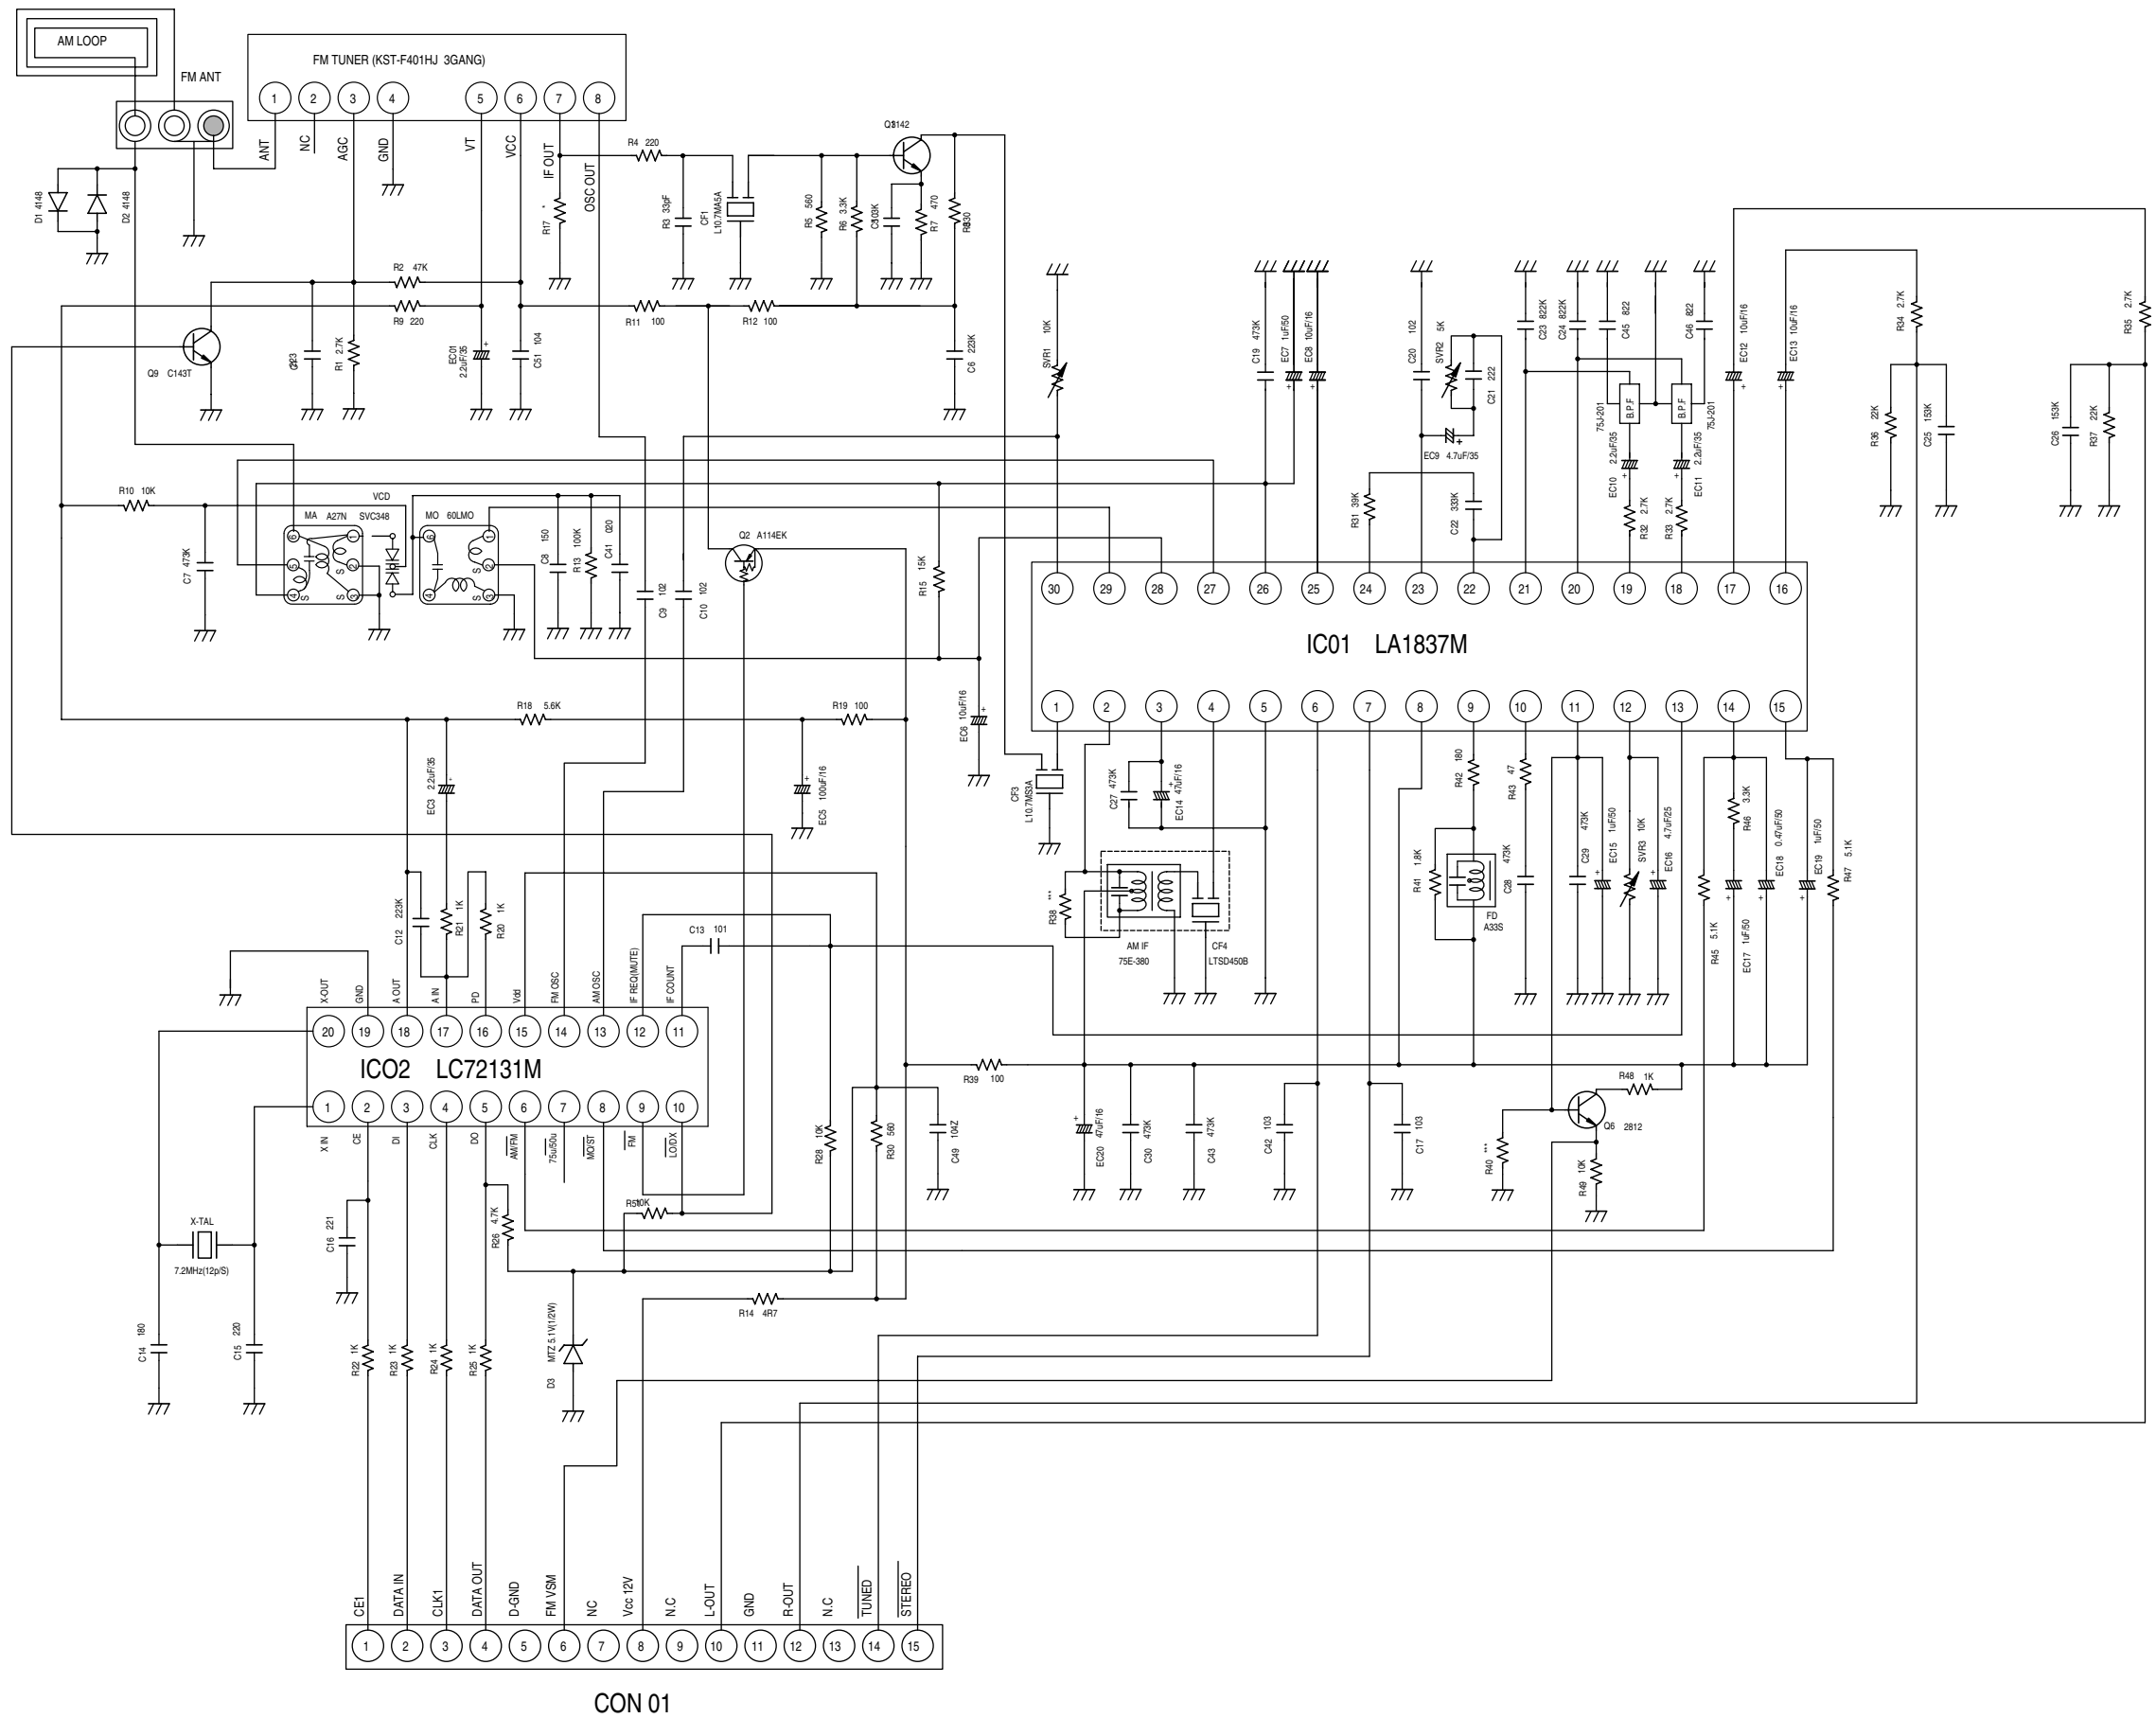 AM LOOP
FM ANT
FM TUNER (KST-F401HJ 3GANG)
1 2 3 4 5 6 7 8
ANT
NC
AGC
GND
VT
VCC
IF OUT
OSC OUT
D1 4148
D2 4148
R17 *
R4 220
R3 33pF
CF1
L10.7MA5A
R5 560
R6 3.3K
R7 470
R2 47K
R9 220
R11 100
R12 100
Q9 C143T
R1 2.7K
EC01
2.2uF/35
C51 104
C6 223K
SVR1 10K
C19 473K
EC7 1uF/50
EC8 10uF/16
C20 102
SVR2 5K
C21 222
EC9 4.7uF/35
C23 822K
C24 822K
C45 822
C46 822
75J-201
B.P.F
B.P.F
75J-201
EC10 2.2uF/35
EC11 2.2uF/35
R32 2.7K
R33 2.7K
EC12 10uF/16
EC13 10uF/16
R34 2.7K
R35 2.7K
R36 22K
C25 153K
C26 153K
R37 22K
R31 39K
C22 333K
R10 10K
C7 473K
VCD
MA A27N SVC348
6 1
5 2
4 3
S S S
MO 60LMO
6 1
2
4 3
S S
C8 150
R13 100K
C41 020
C9 102
C10 102
Q2 A114EK
R15 15K
30 29 28 27 26 25 24 23 22 21 20 19 18 17 16
IC01 LA1837M
1 2 3 4 5 6 7 8 9 10 11 12 13 14 15
R18 5.6K
R19 100
EC6 10uF/16
EC3 2.2uF/35
EC5 100uF/16
CF3
L10.7MS3A
C27 473K
EC14 47uF/16
R38 ***
AM IF
75E-380
CF4
LTSD450B
R42 180
R41 1.8K
FD
A33S
R43 47
C28 473K
C29 473K
EC15 1uF/50
SVR3 10K
EC16 4.7uF/25
R45 5.1K
R46 3.3K
EC17 1uF/50
EC18 0.47uF/50
EC19 1uF/50
R47 5.1K
C12 223K
R21 1K
R20 1K
C13 101
X-OUT
GND
A OUT
A IN
PD
Vdd
FM OSC
AM OSC
IF REQ(MUTE)
IF COUNT
20 19 18 17 16 15 14 13 12 11
ICO2 LC72131M
1 2 3 4 5 6 7 8 9 10
X IN
CE
DI
CLK
DO
AM/FM
75u/50u
MO/ST
FM
LO/DX
R39 100
R28 10K
R30 560
C49 104Z
EC20 47uF/16
C30 473K
C43 473K
C42 103
C17 103
R48 1K
Q6 2812
R40 ***
R49 10K
X-TAL
7.2MHz(12p/S)
C14 180
C15 220
C16 221
R26 4.7K
R14 4R7
D3 MTZ 5.1V(1/2W)
R22 1K
R23 1K
R24 1K
R25 1K
CE1
DATA IN
CLK1
DATA OUT
D-GND
FM VSM
NC
Vcc 12V
N.C
L-OUT
GND
R-OUT
N.C
TUNED
STEREO
1 2 3 4 5 6 7 8 9 10 11 12 13 14 15
CON 01